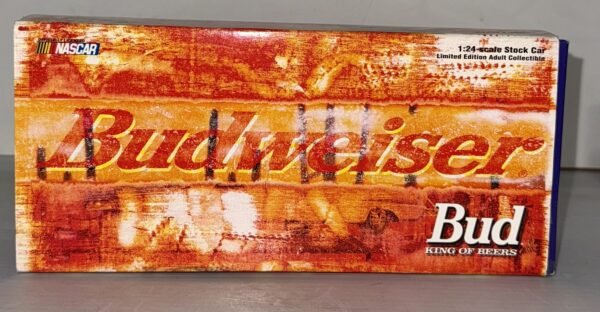 NASCAR
1:24-scale Stock Car
Limited Edition Adult Collectible
Budweiser
Bud
KING OF BEERS